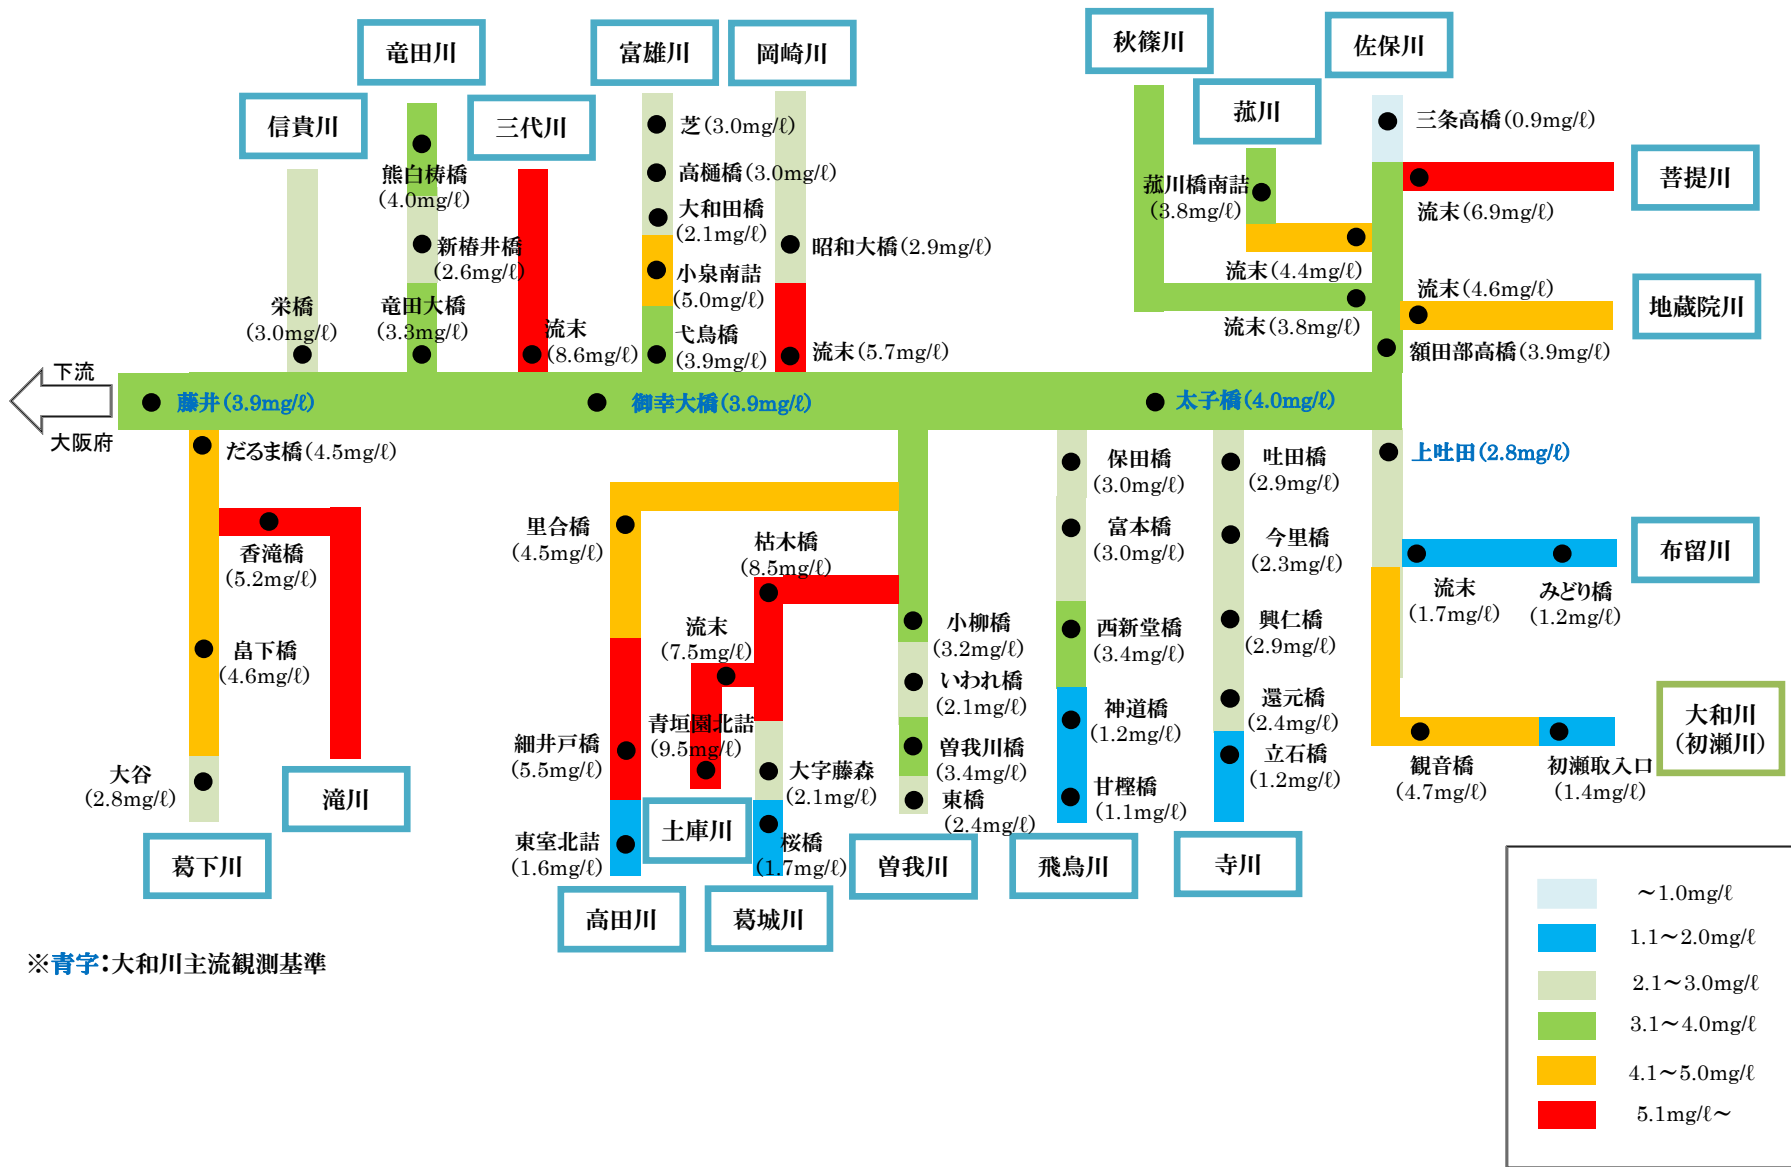 竜田川
富雄川
岡崎川
秋篠川
佐保川
信貴川
三代川
菰川
芝(3.0mg/ℓ)
三条高橋(0.9mg/ℓ)
熊白梼橋
(4.0mg/ℓ)
高樋橋(3.0mg/ℓ)
菰川橋南詰
(3.8mg/ℓ)
菩提川
流末(6.9mg/ℓ)
大和田橋
(2.1mg/ℓ)
新椿井橋
(2.6mg/ℓ)
昭和大橋(2.9mg/ℓ)
小泉南詰
(5.0mg/ℓ)
流末(4.4mg/ℓ)
流末(4.6mg/ℓ)
地蔵院川
栄橋
(3.0mg/ℓ)
竜田大橋
(3.3mg/ℓ)
流末
(8.6mg/ℓ)
弋鳥橋
(3.9mg/ℓ)
流末(5.7mg/ℓ)
流末(3.8mg/ℓ)
額田部高橋(3.9mg/ℓ)
下流
大阪府
藤井(3.9mg/ℓ)
御幸大橋(3.9mg/ℓ)
太子橋(4.0mg/ℓ)
だるま橋(4.5mg/ℓ)
保田橋
(3.0mg/ℓ)
吐田橋
(2.9mg/ℓ)
上吐田(2.8mg/ℓ)
香滝橋
(5.2mg/ℓ)
里合橋
(4.5mg/ℓ)
枯木橋
(8.5mg/ℓ)
富本橋
(3.0mg/ℓ)
今里橋
(2.3mg/ℓ)
布留川
流末
(1.7mg/ℓ)
みどり橋
(1.2mg/ℓ)
畠下橋
(4.6mg/ℓ)
流末
(7.5mg/ℓ)
小柳橋
(3.2mg/ℓ)
西新堂橋
(3.4mg/ℓ)
興仁橋
(2.9mg/ℓ)
いわれ橋
(2.1mg/ℓ)
神道橋
(1.2mg/ℓ)
還元橋
(2.4mg/ℓ)
大和川
(初瀬川)
細井戸橋
(5.5mg/ℓ)
青垣園北詰
(9.5mg/ℓ)
曽我川橋
(3.4mg/ℓ)
立石橋
(1.2mg/ℓ)
観音橋
(4.7mg/ℓ)
初瀬取入口
(1.4mg/ℓ)
大谷
(2.8mg/ℓ)
滝川
大字藤森
(2.1mg/ℓ)
東橋
(2.4mg/ℓ)
甘樫橋
(1.1mg/ℓ)
土庫川
東室北詰
(1.6mg/ℓ)
桜橋
(1.7mg/ℓ)
葛下川
曽我川
飛鳥川
寺川
高田川
葛城川
※青字:大和川主流観測基準
～1.0mg/ℓ
1.1～2.0mg/ℓ
2.1～3.0mg/ℓ
3.1～4.0mg/ℓ
4.1～5.0mg/ℓ
5.1mg/ℓ～